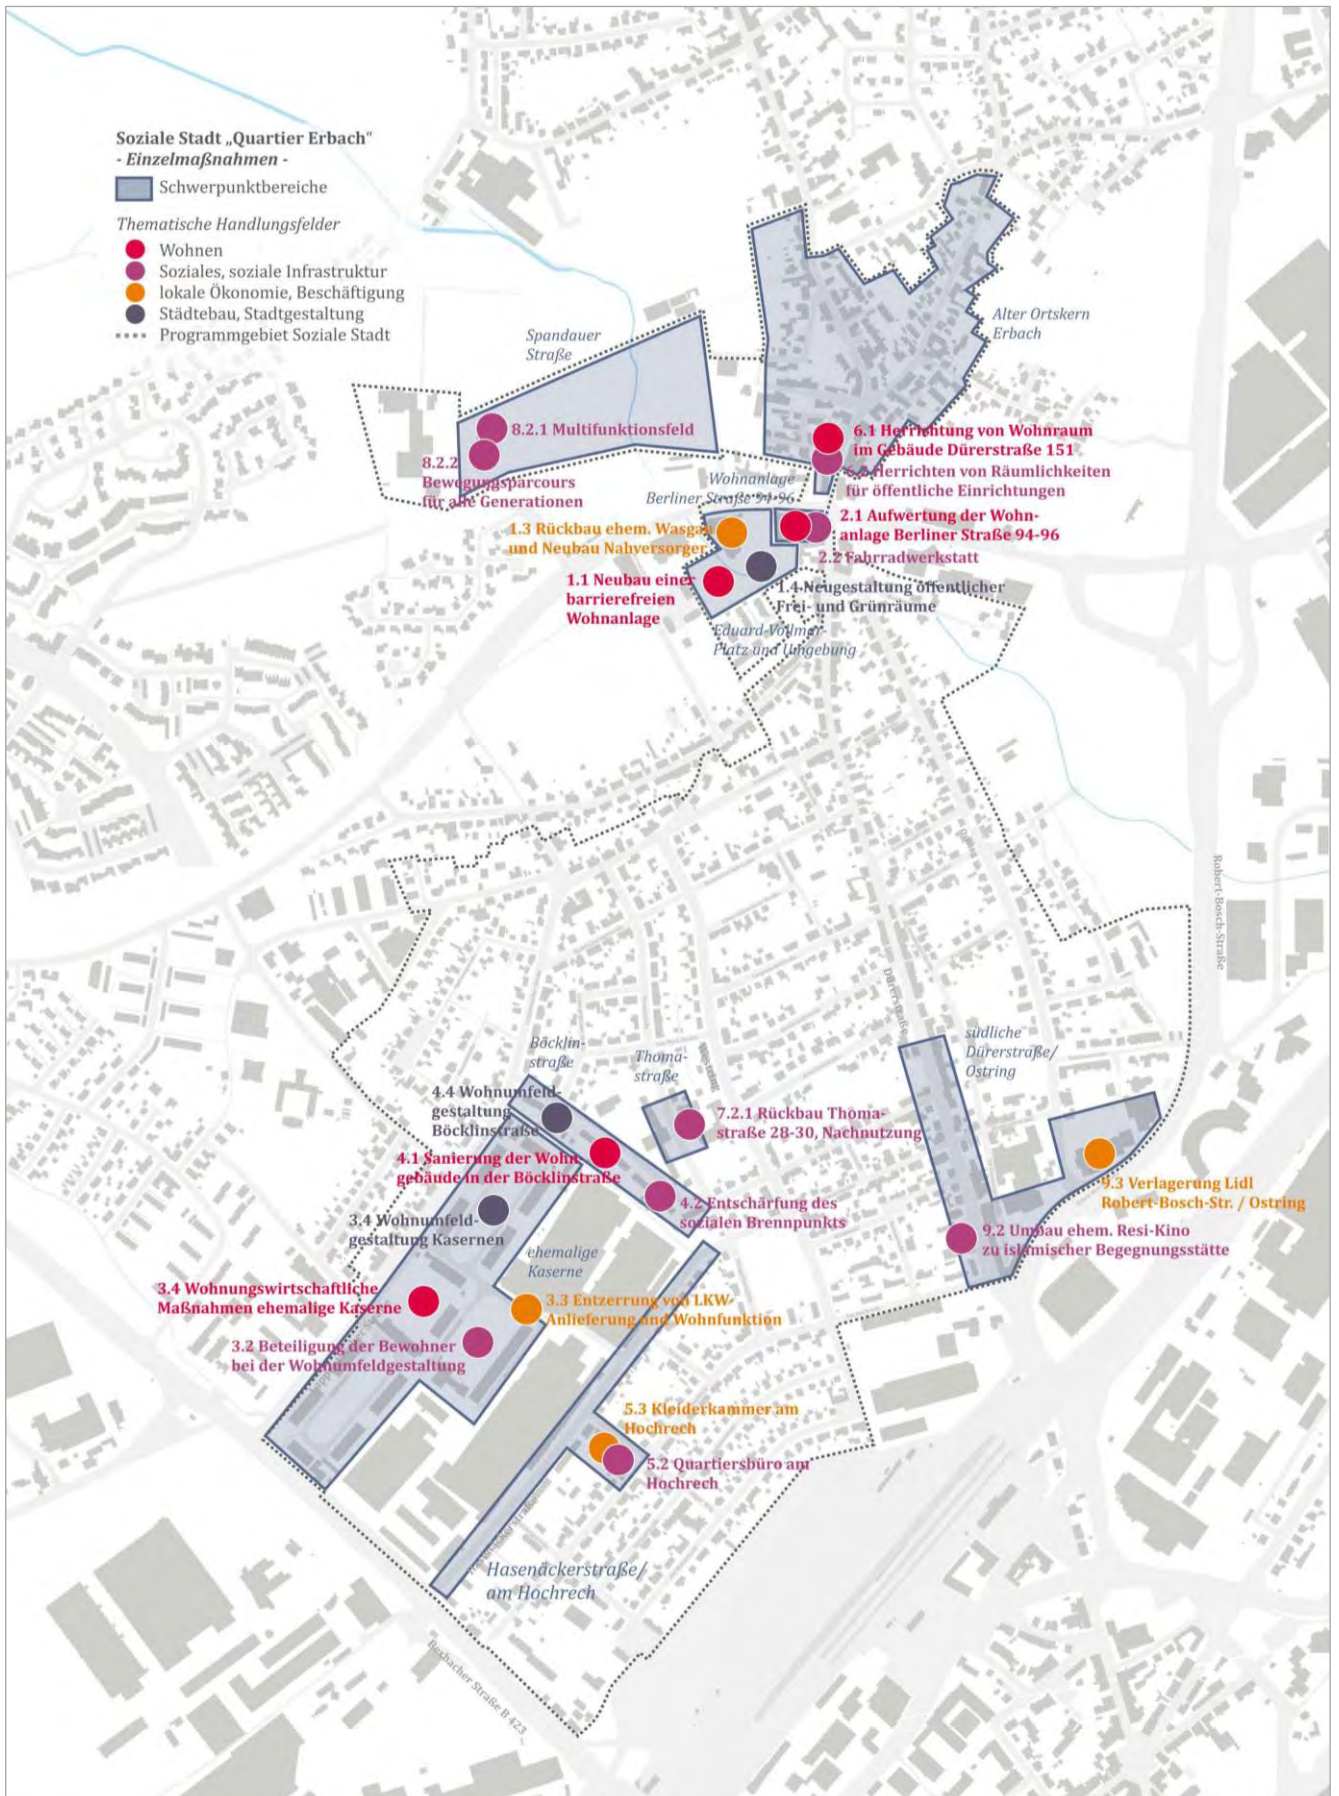 Soziale Stadt „Quartier Erbach“
- Einzelmaßnahmen -
Schwerpunktbereiche
Thematische Handlungsfelder
Wohnen
Soziales, soziale Infrastruktur
lokale Ökonomie, Beschäftigung
Städtebau, Stadtgestaltung
Programmgebiet Soziale Stadt
Spandauer
Straße
Alter Ortskern
Erbach
8.2.1 Multifunktionsfeld
8.2.2
Bewegungsparcours
für alle Generationen
6.1 Herrichtung von Wohnraum
im Gebäude Dürerstraße 151
Herrichten von Räumlichkeiten
für öffentliche Einrichtungen
Wohnanlage
Berliner Straße 94-96
1.3 Rückbau ehem. Wasgau
und Neubau Nahversorger
2.1 Aufwertung der Wohn-
anlage Berliner Straße 94-96
2.2 Fahrradwerkstatt
1.1 Neubau einer
barrierefreien
Wohnanlage
1.4 Neugestaltung öffentlicher
Frei- und Grünräume
Eduard-Vollmar-
Platz und Umgebung
Robert-Bosch-Straße
Dürerstraße
südliche
Dürerstraße/
Ostring
Böcklin-
straße
Thoma-
straße
Westring
4.4 Wohnumfeld-
gestaltung
Böcklinstraße
7.2.1 Rückbau Thoma-
straße 28-30, Nachnutzung
4.1 Sanierung der Wohn-
gebäude in der Böcklinstraße
4.2 Entschärfung des
sozialen Brennpunkts
9.3 Verlagerung Lidl
Robert-Bosch-Str. / Ostring
3.4 Wohnumfeld-
gestaltung Kasernen
9.2 Umbau ehem. Resi-Kino
zu islamischer Begegnungsstätte
ehemalige
Kaserne
3.4 Wohnungswirtschaftliche
Maßnahmen ehemalige Kaserne
3.3 Entzerrung von LKW-
Anlieferung und Wohnfunktion
3.2 Beteiligung der Bewohner
bei der Wohnumfeldgestaltung
5.3 Kleiderkammer am
Hochrech
5.2 Quartiersbüro am
Hochrech
Hasenäckerstraße/
am Hochrech
Bexbacher Straße B 423